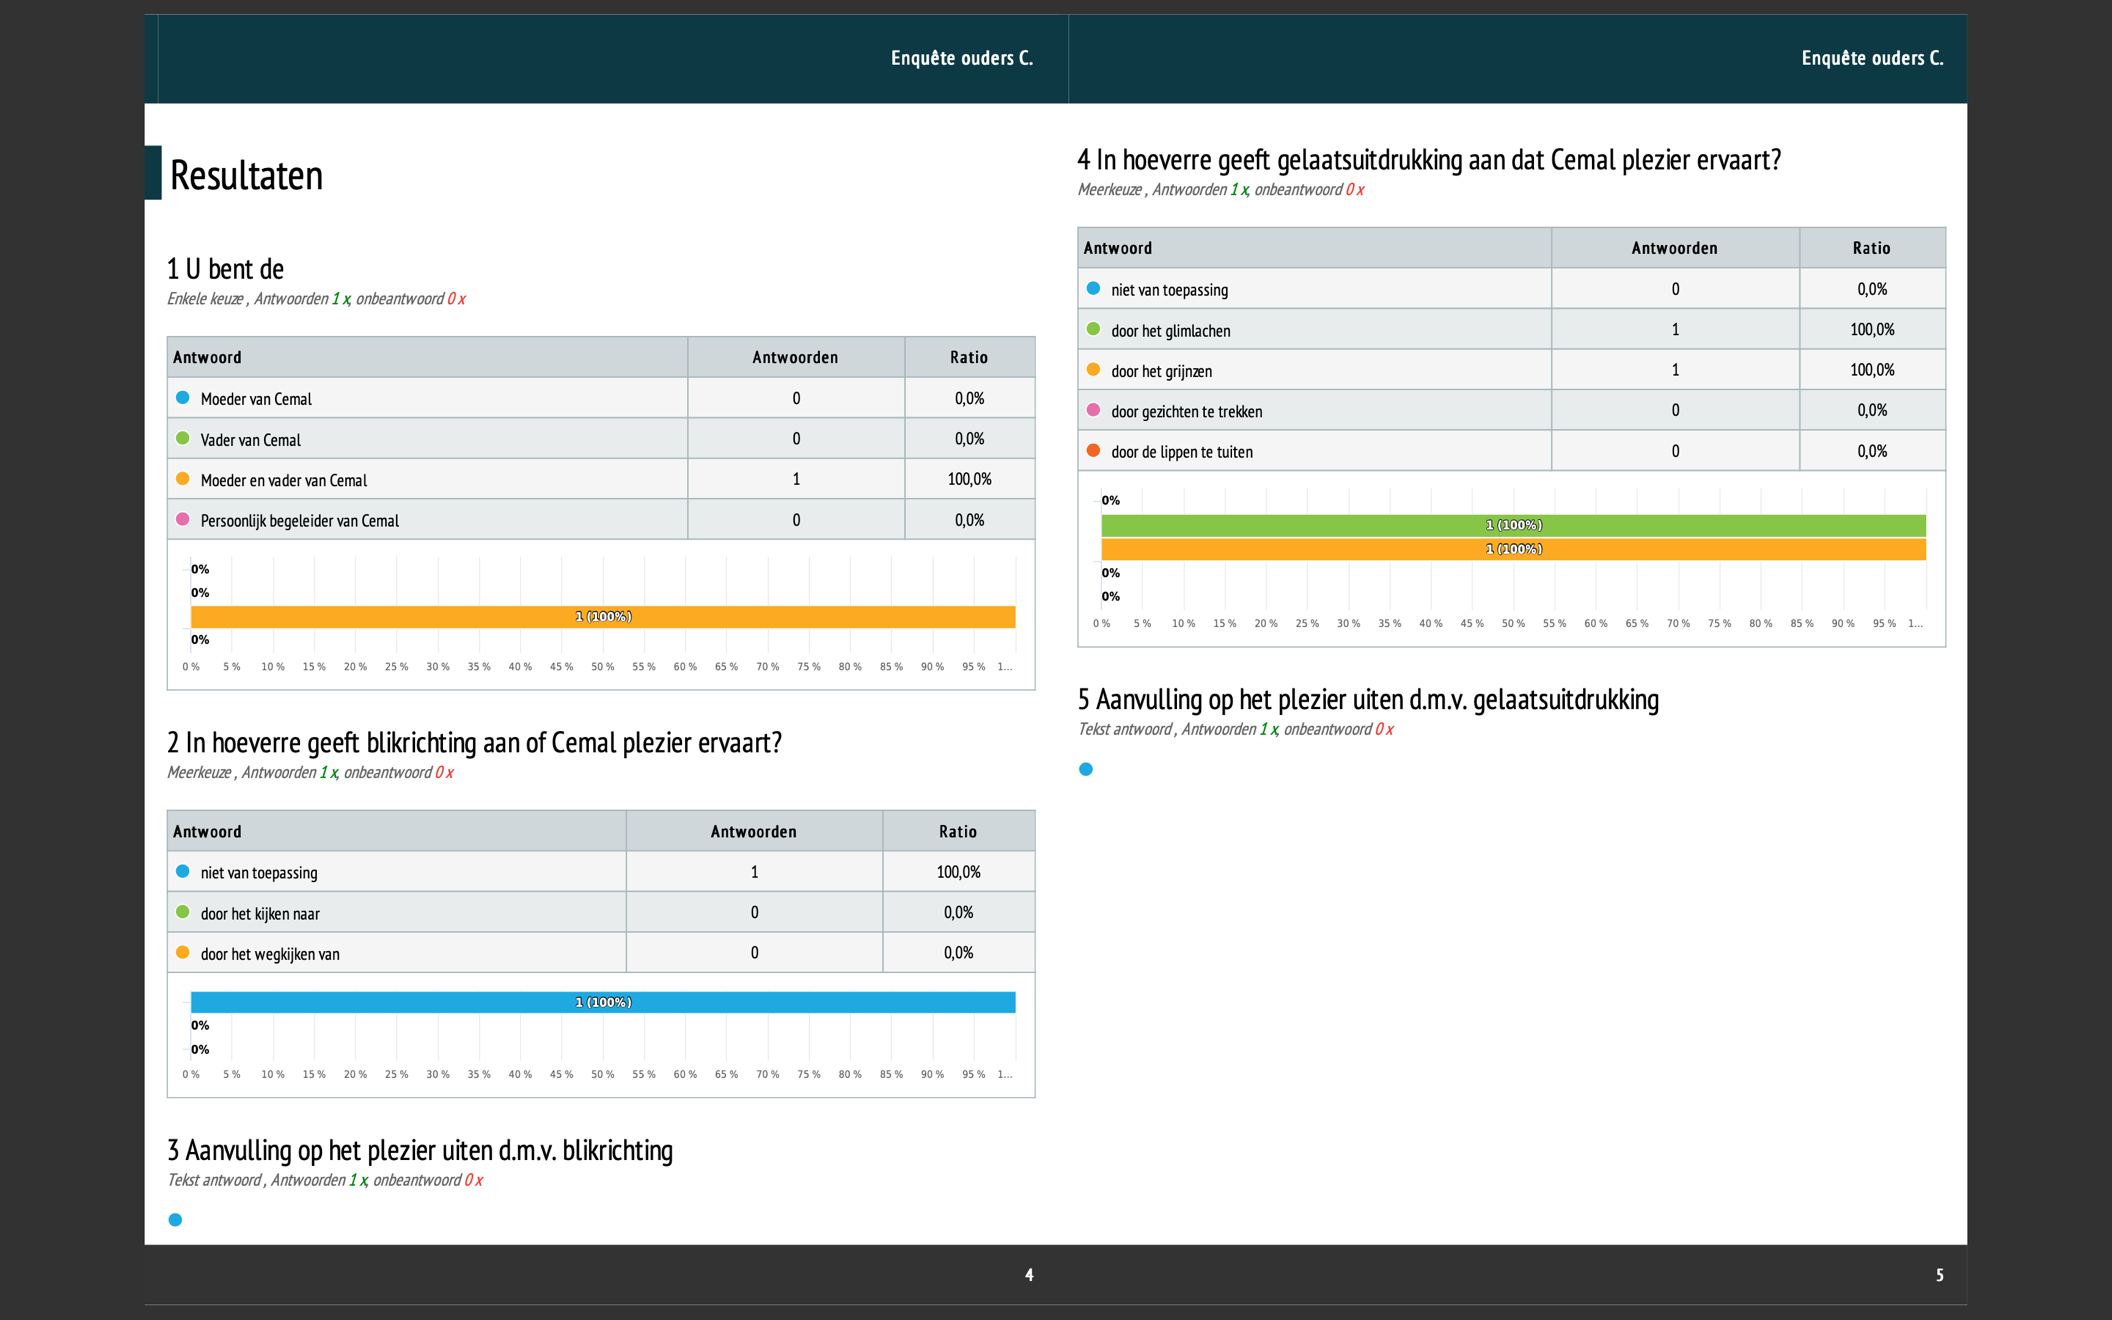 Enquête ouders C.
Resultaten
1 U bent de
Enkele keuze , Antwoorden 1 x, onbeantwoord 0 x
Antwoord Antwoorden Ratio
Moeder van Cemal 0 0,0%
Vader van Cemal 0 0,0%
Moeder en vader van Cemal 1 100,0%
Persoonlijk begeleider van Cemal 0 0,0%
0%
0%
1 (100%)
0%
0 % 5 % 10 % 15 % 20 % 25 % 30 % 35 % 40 % 45 % 50 % 55 % 60 % 65 % 70 % 75 % 80 % 85 % 90 % 95 % 1...
2 In hoeverre geeft blikrichting aan of Cemal plezier ervaart?
Meerkeuze , Antwoorden 1 x, onbeantwoord 0 x
Antwoord Antwoorden Ratio
niet van toepassing 1 100,0%
door het kijken naar 0 0,0%
door het wegkijken van 0 0,0%
1 (100%)
0%
0%
0 % 5 % 10 % 15 % 20 % 25 % 30 % 35 % 40 % 45 % 50 % 55 % 60 % 65 % 70 % 75 % 80 % 85 % 90 % 95 % 1...
3 Aanvulling op het plezier uiten d.m.v. blikrichting
Tekst antwoord , Antwoorden 1 x, onbeantwoord 0 x
4
Enquête ouders C.
4 In hoeverre geeft gelaatsuitdrukking aan dat Cemal plezier ervaart?
Meerkeuze , Antwoorden 1 x, onbeantwoord 0 x
Antwoord Antwoorden Ratio
niet van toepassing 0 0,0%
door het glimlachen 1 100,0%
door het grijnzen 1 100,0%
door gezichten te trekken 0 0,0%
door de lippen te tuiten 0 0,0%
0%
1 (100%)
1 (100%)
0%
0%
0 % 5 % 10 % 15 % 20 % 25 % 30 % 35 % 40 % 45 % 50 % 55 % 60 % 65 % 70 % 75 % 80 % 85 % 90 % 95 % 1...
5 Aanvulling op het plezier uiten d.m.v. gelaatsuitdrukking
Tekst antwoord , Antwoorden 1 x, onbeantwoord 0 x
5